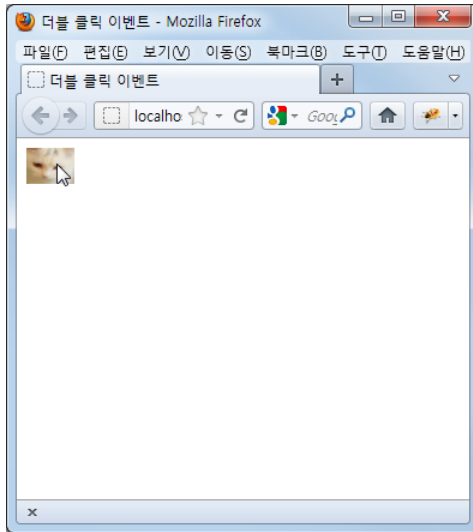 더블 클릭 이벤트 - Mozilla Firefox
파일(F) 편집(E) 보기(V) 이동(S) 북마크(B) 도구(T) 도움말(H)
더블 클릭 이벤트
localho Goog